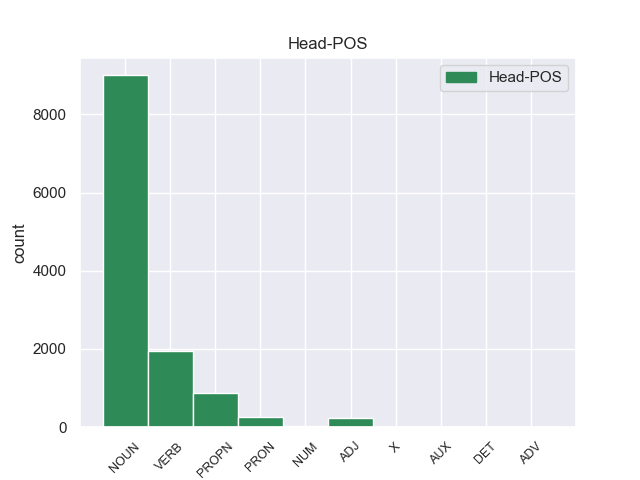 Head-POS
Head-POS
count
8000
6000
4000
2000
0
NOUN
VERB
PROPN
PRON
NUM
ADJ
X
AUX
DET
ADV